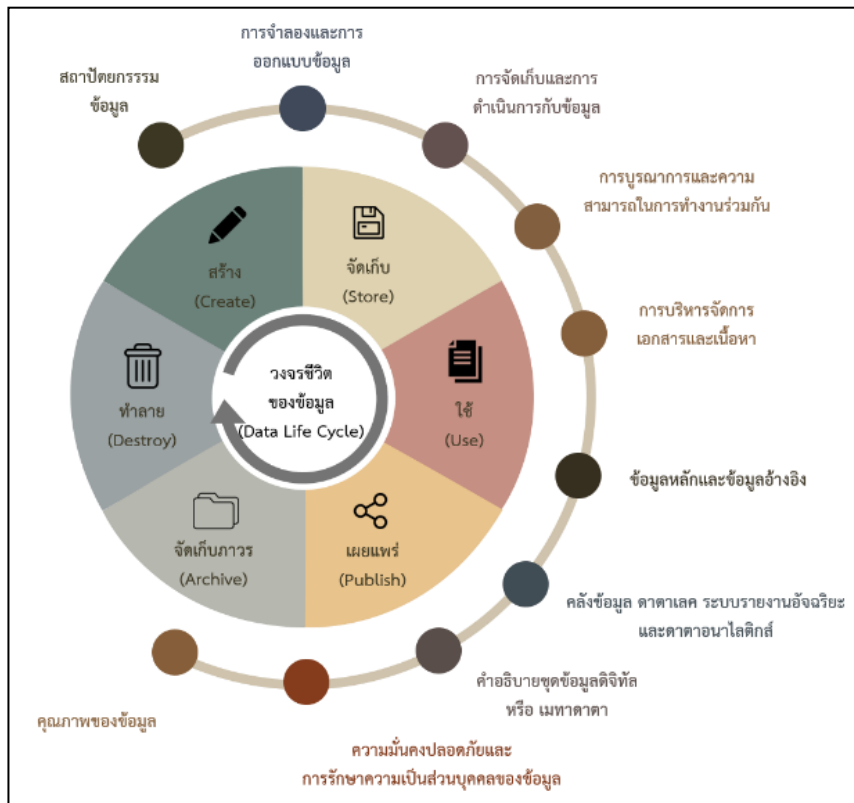 การจำลองและการ
ออกแบบข้อมูล
สถาปัตยกรรรม
ข้อมูล
การจัดเก็บและการ
ดำเนินการกับข้อมูล
การบูรณาการและความ
สามารถในการทำงานร่วมกัน
การบริหารจัดการ
เอกสารและเนื้อหา
ข้อมูลหลักและข้อมูลอ้างอิง
คลังข้อมูล ดาตาเลค ระบบรายงานอัจฉริยะ
และดาตาอนาไลติกส์
คำอธิบายชุดข้อมูลดิจิทัล
หรือ เมทาดาตา
ความมั่นคงปลอดภัยและ
การรักษาความเป็นส่วนบุคคลของข้อมูล
คุณภาพของข้อมูล
สร้าง
(Create)
จัดเก็บ
(Store)
ใช้
(Use)
เผยแพร่
(Publish)
จัดเก็บถาวร
(Archive)
ทำลาย
(Destroy)
วงจรชีวิต
ของข้อมูล
(Data Life Cycle)